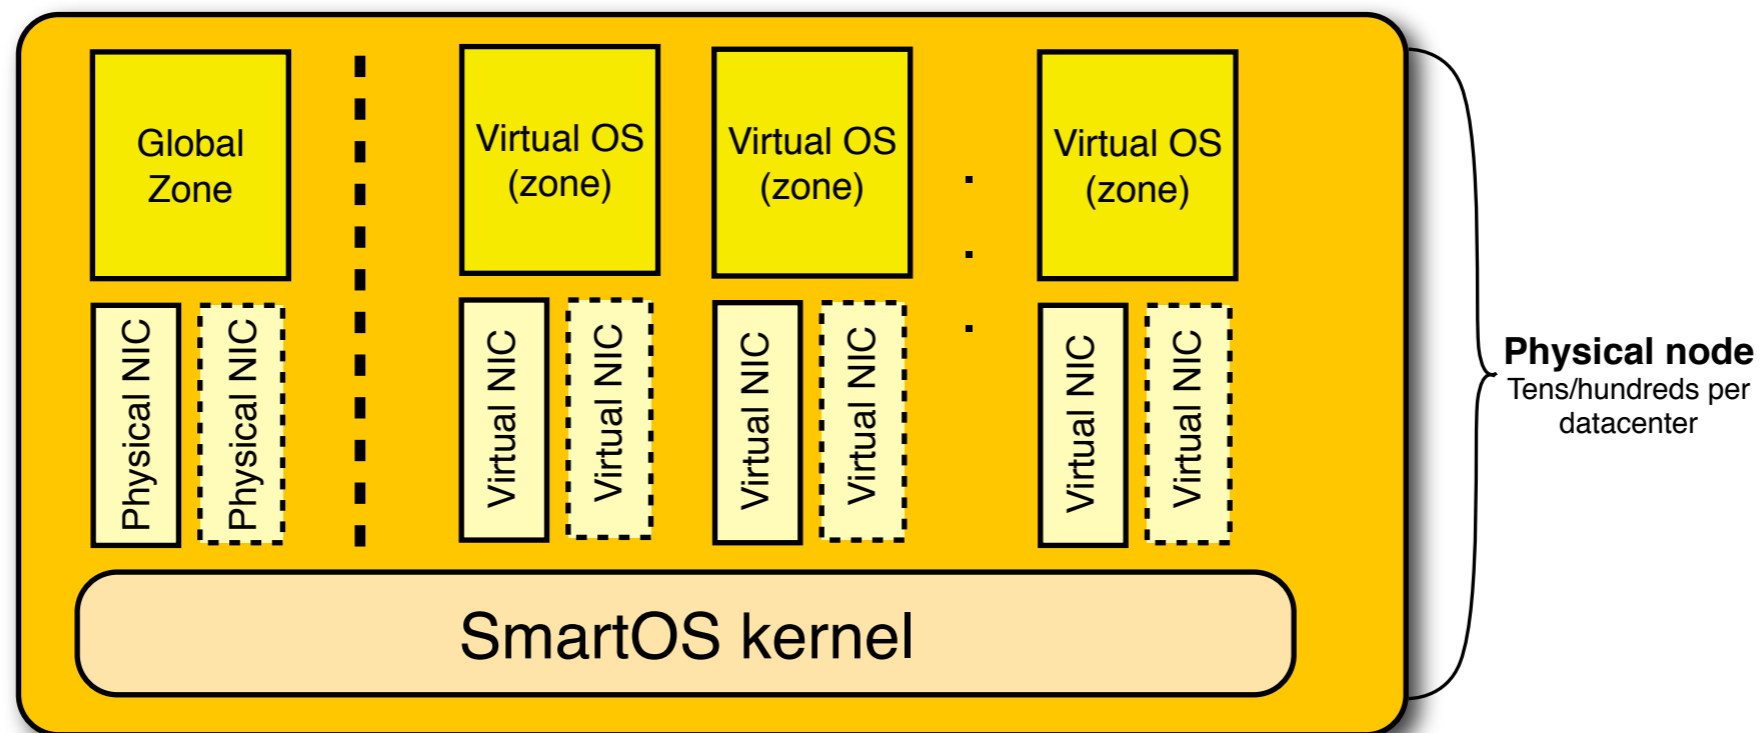 Global
Zone
Virtual OS
(zone)
Virtual OS
(zone)
Virtual OS
(zone)
Physical NIC
Physical NIC
Virtual NIC
Virtual NIC
Virtual NIC
Virtual NIC
Virtual NIC
Virtual NIC
SmartOS kernel
Physical node
Tens/hundreds per
datacenter